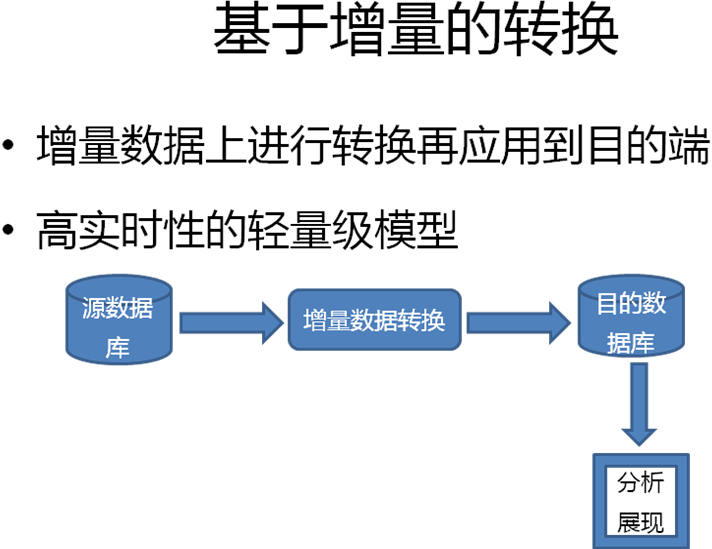 基于增量的转换
• 增量数据上进行转换再应用到目的端
• 高实时性的轻量级模型
源数据
库
增量数据转换
目的数
据库
分析
展现